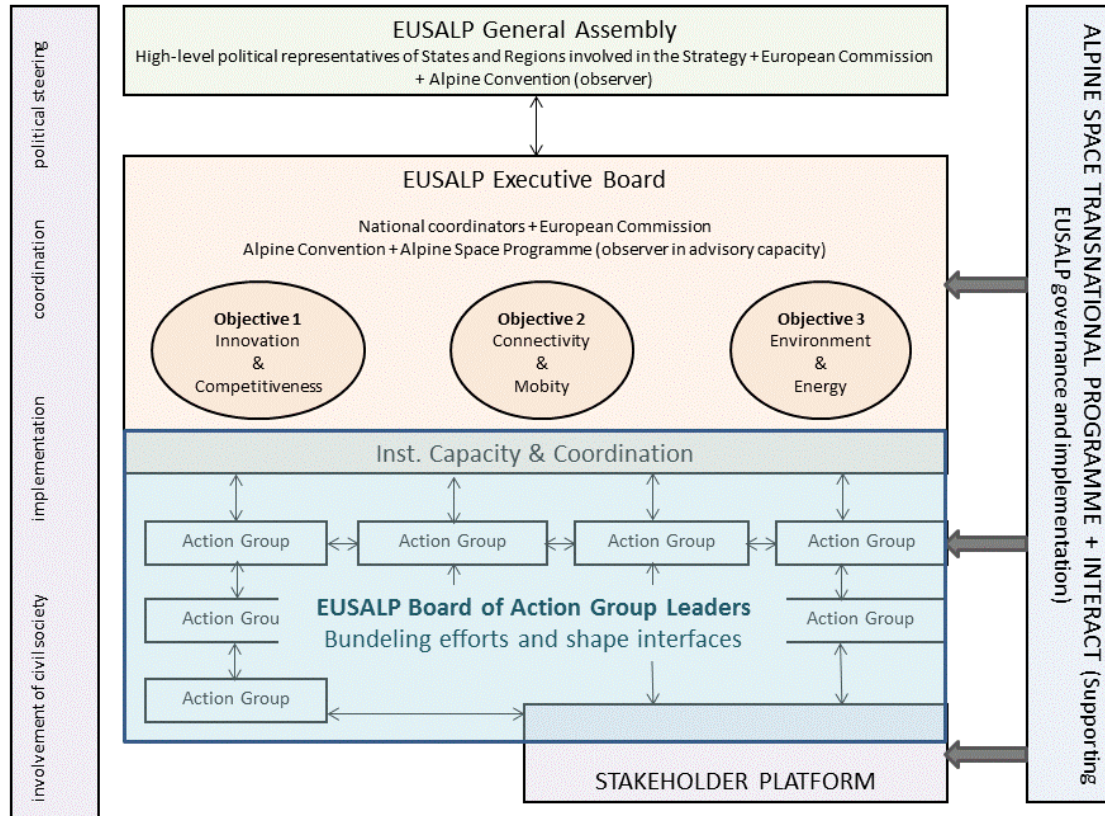 political steering
coordination
implementation
involvement of civil society
EUSALP General Assembly
High-level political representatives of States and Regions involved in the Strategy + European Commission
+ Alpine Convention (observer)
EUSALP Executive Board
National coordinators + European Commission
Alpine Convention + Alpine Space Programme (observer in advisory capacity)
Objective 1
Innovation
&
Competitiveness
Objective 2
Connectivity
&
Mobity
Objective 3
Environment
&
Energy
Inst. Capacity & Coordination
Action Group
Action Group
Action Group
Action Group
EUSALP Board of Action Group Leaders
Bundeling efforts and shape interfaces
Action Grou
Action Group
Action Group
STAKEHOLDER PLATFORM
ALPINE SPACE TRANSNATIONAL PROGRAMME + INTERACT (Supporting
EUSALP governance and implementation)